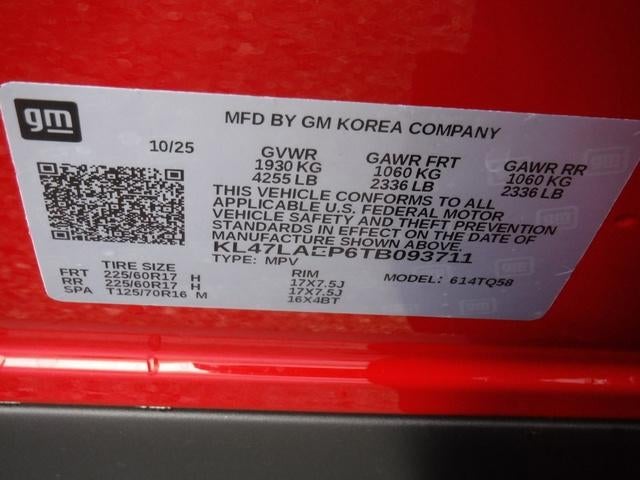 gm
MFD BY GM KOREA COMPANY
10/25
GVWR GAWR FRT GAWR RR
1930 KG 1060 KG 1060 KG
4255 LB 2336 LB 2336 LB
THIS VEHICLE CONFORMS TO ALL
APPLICABLE U.S. FEDERAL MOTOR
VEHICLE SAFETY AND THEFT PREVENTION
STANDARDS IN EFFECT ON THE DATE OF
MANUFACTURE SHOWN ABOVE.
KL47LAEP6TB093711
TYPE: MPV MODEL: 614TQ58
TIRE SIZE RIM
FRT 225/60R17 H 17X7.5J
RR 225/60R17 H 17X7.5J
SPA T125/70R16 M 16X4BT